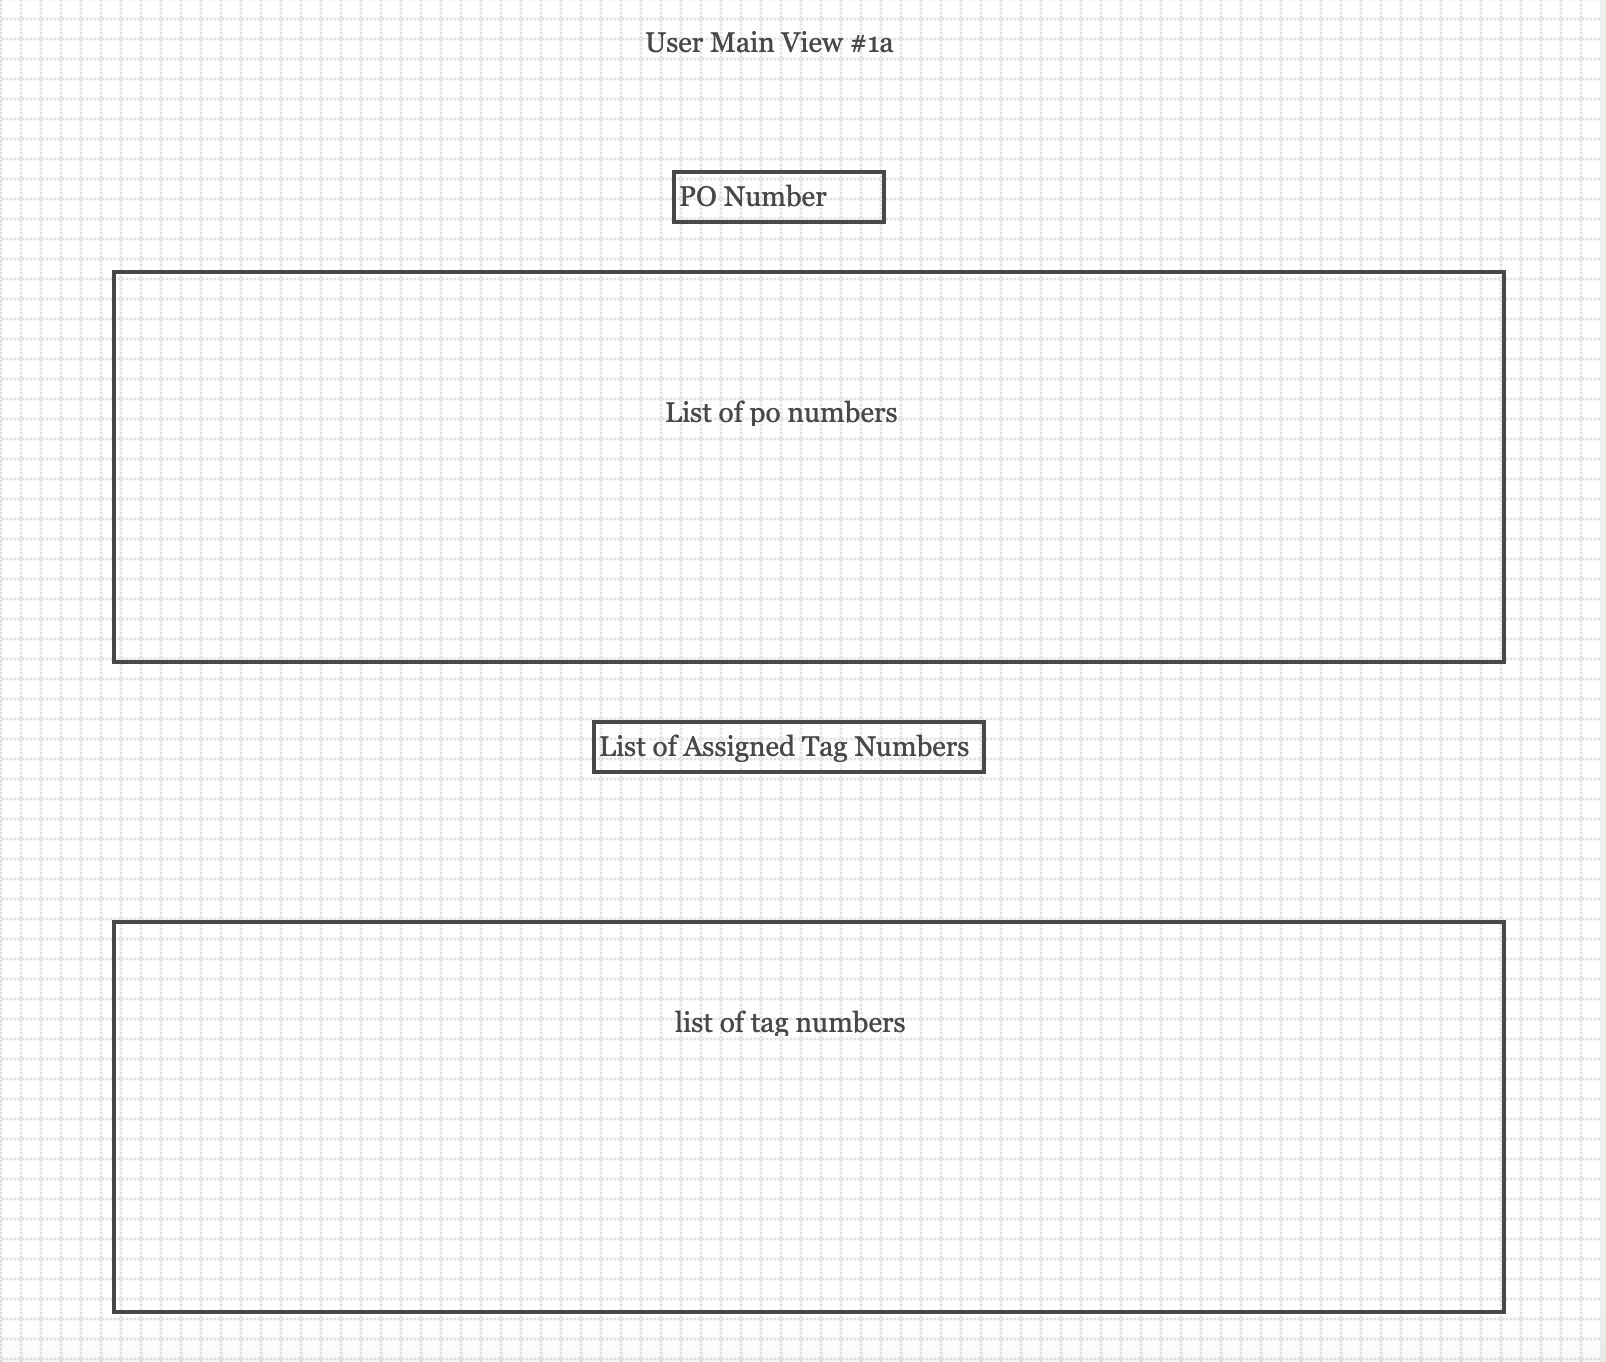 User Main View #1a
PO Number
List of po numbers
List of Assigned Tag Numbers
list of tag numbers